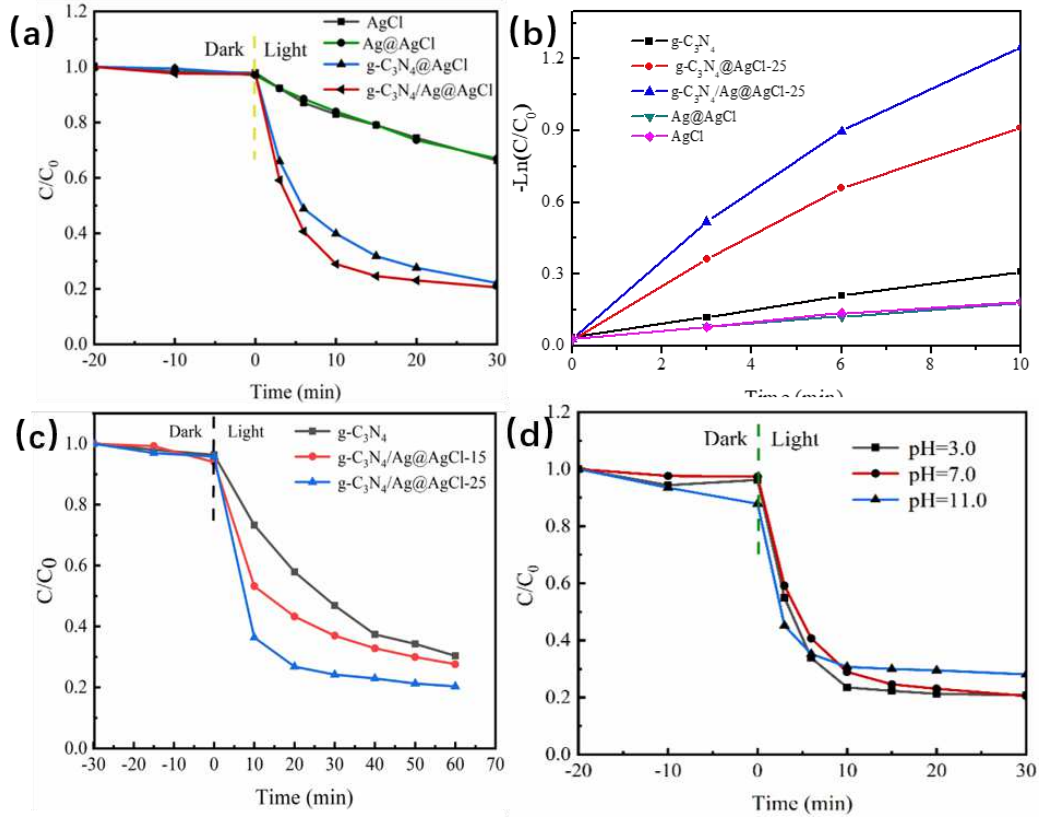 (a)
Dark
Light
AgCl
Ag@AgCl
g-C₃N₄@AgCl
g-C₃N₄/Ag@AgCl
C/C₀
1.2
1.0
0.8
0.6
0.4
0.2
0.0
-20
-10
0
10
20
30
Time (min)
(b)
g-C₃N₄
g-C₃N₄@AgCl-25
g-C₃N₄/Ag@AgCl-25
Ag@AgCl
AgCl
-Ln(C/C₀)
1.2
0.9
0.6
0.3
0.0
0
2
4
6
8
10
Time (min)
(c)
Dark
Light
g-C₃N₄
g-C₃N₄/Ag@AgCl-15
g-C₃N₄/Ag@AgCl-25
C/C₀
1.0
0.8
0.6
0.4
0.2
0.0
-30
-20
-10
0
10
20
30
40
50
60
70
Time (min)
(d)
Dark
Light
pH=3.0
pH=7.0
pH=11.0
C/C₀
1.2
1.0
0.8
0.6
0.4
0.2
0.0
-20
-10
0
10
20
30
Time (min)